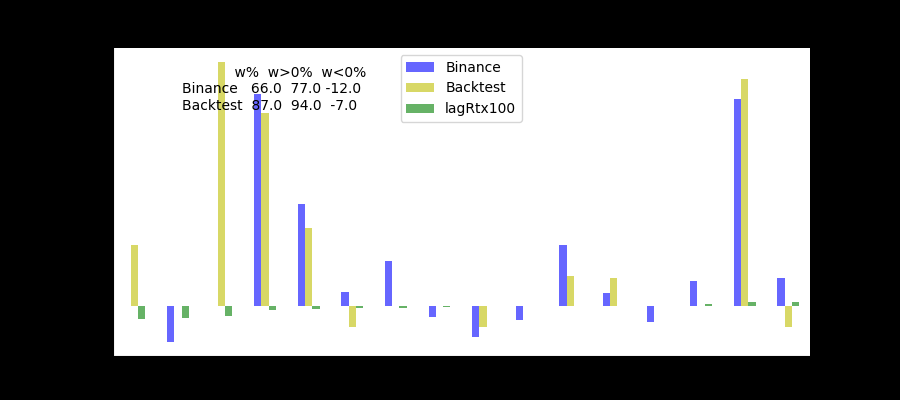 w%  w>0%  w<0%
Binance  66.0  77.0 -12.0
Backtest  87.0  94.0  -7.0
Binance
Backtest
lagRtx100